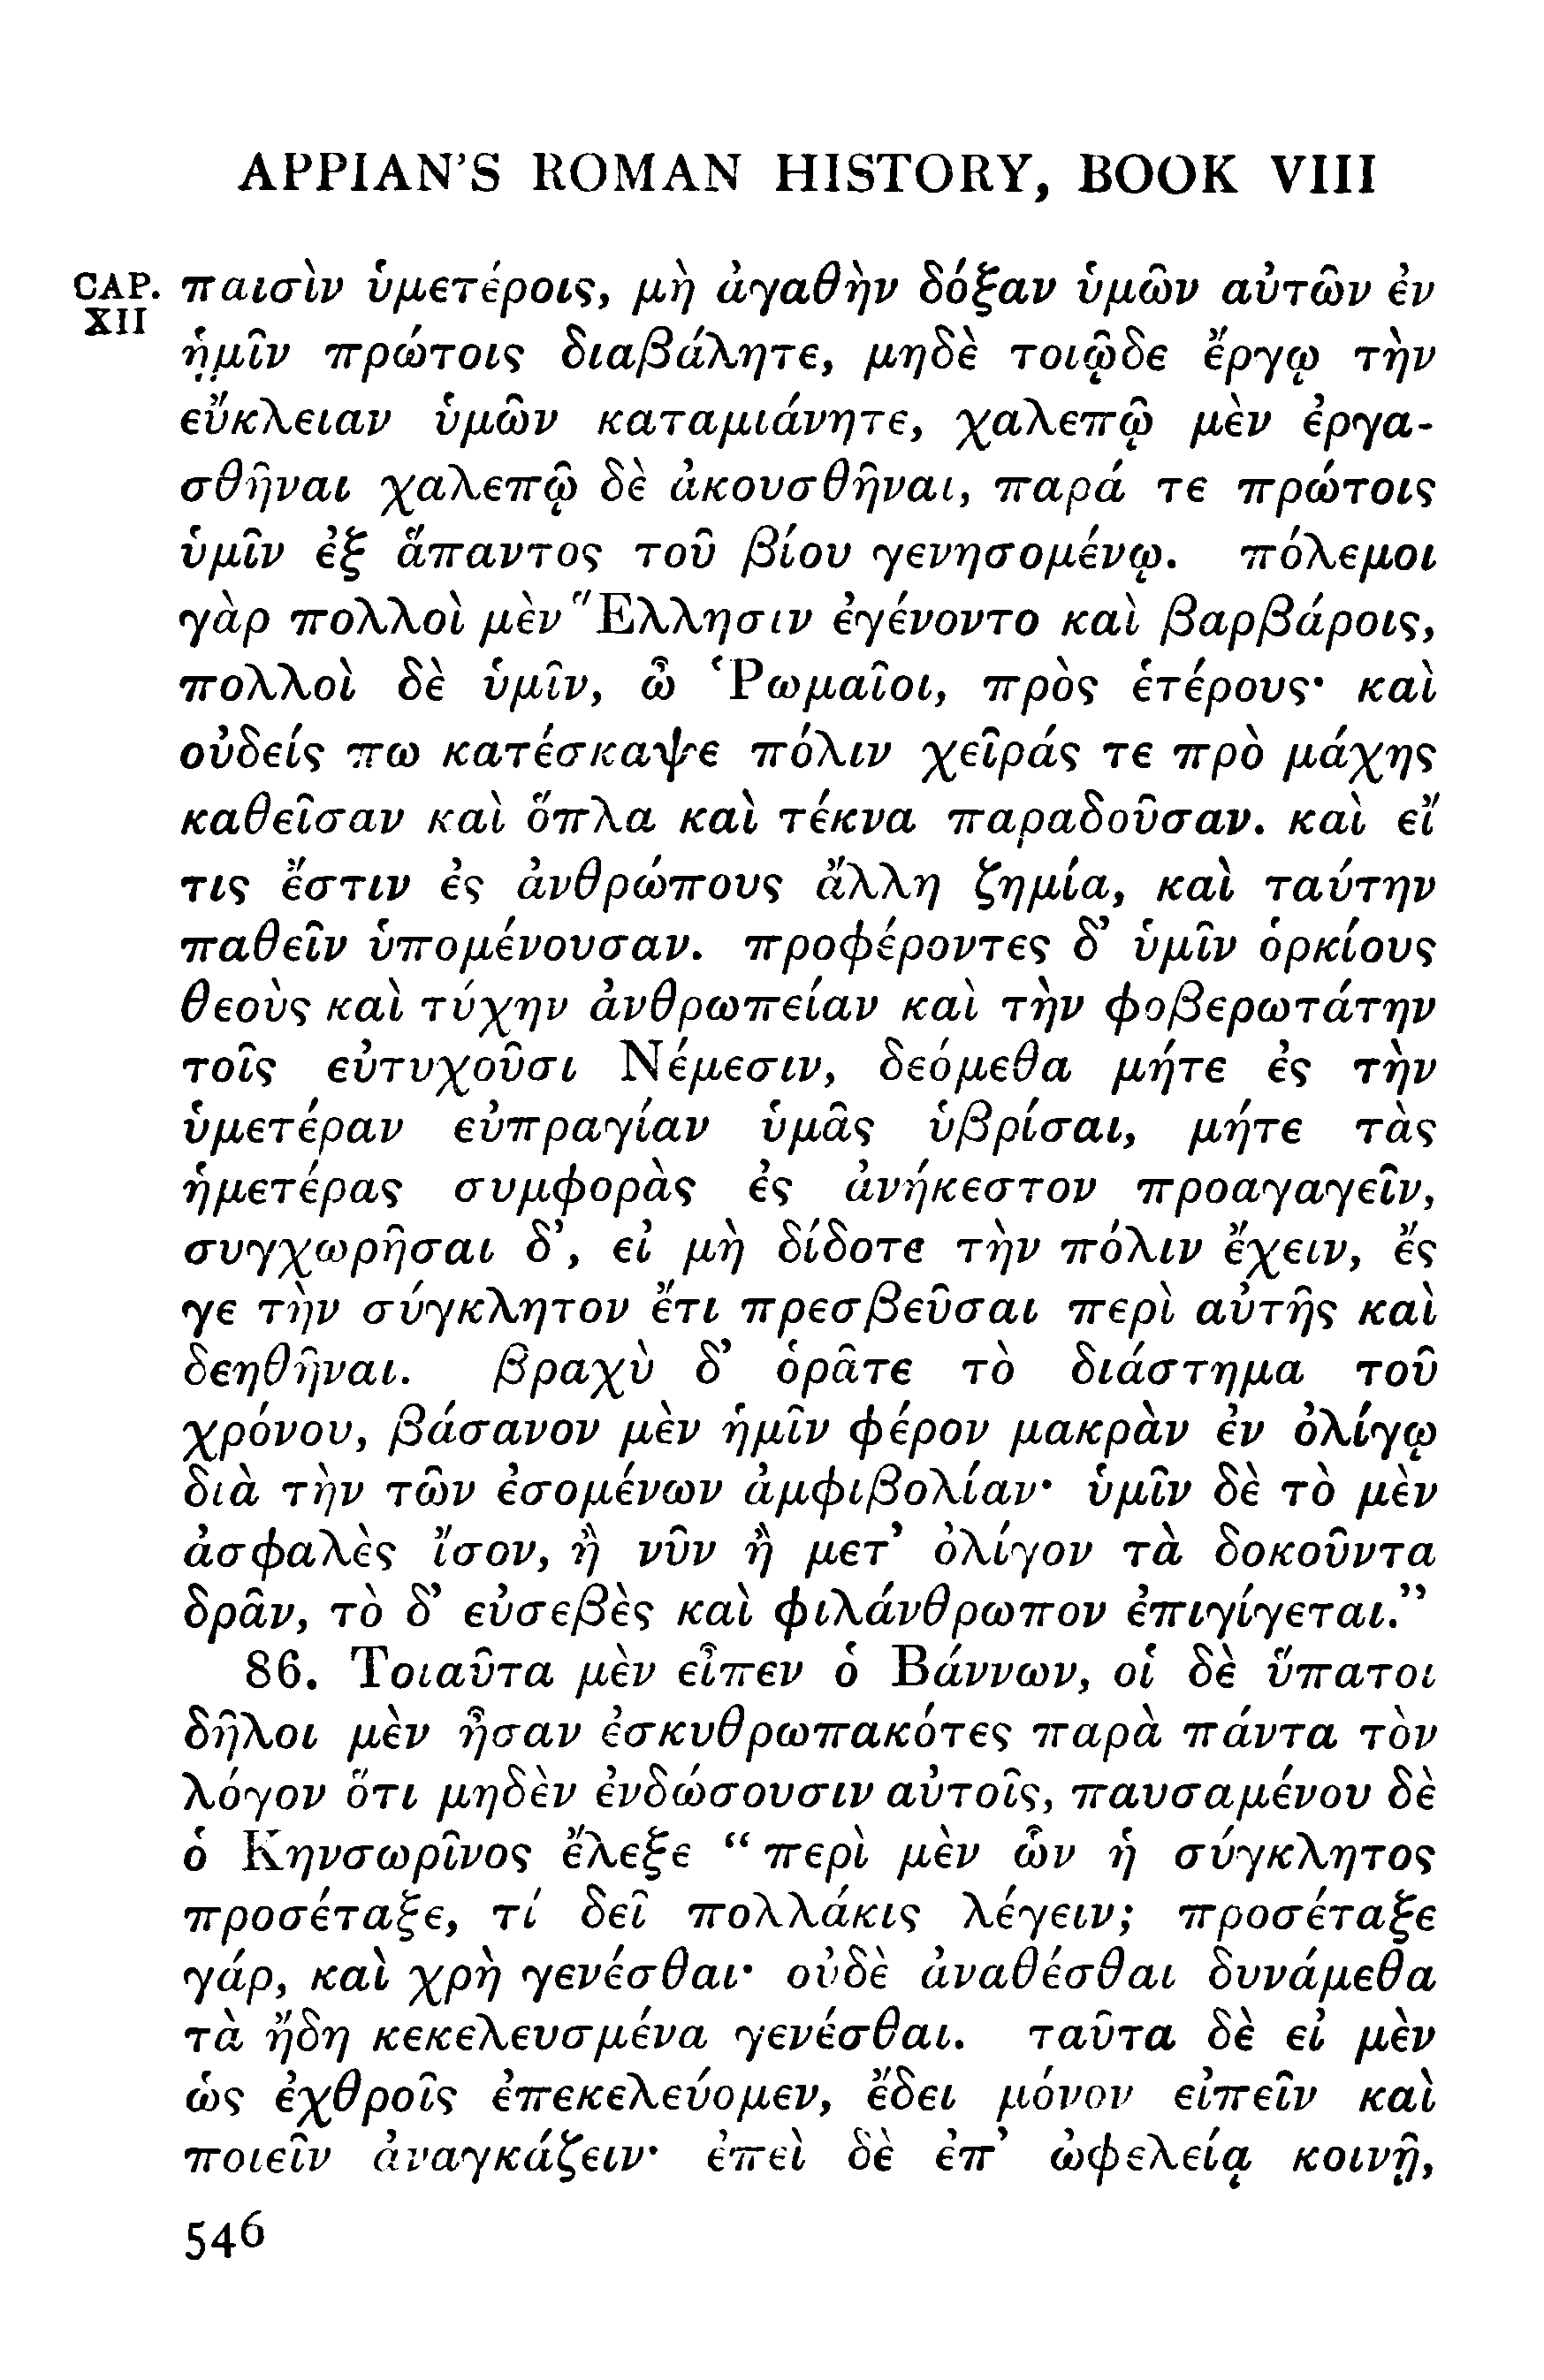 APPIAN'S ROMAN HISTORY, BOOK VIII
CAP. XII
παισὶν ὑμετέροις, μὴ ἀγαθὴν δόξαν ὑμῶν αὐτῶν ἐν
ἡμῖν πρώτοις διαβάλητε, μηδὲ τοιῷδε ἔργῳ τὴν
εὔκλειαν ὑμῶν καταμιάνητε, χαλεπῷ μὲν ἐργα-
σθῆναι χαλεπῷ δὲ ἀκουσθῆναι, παρά τε πρώτοις
ὑμῖν ἐξ ἅπαντος τοῦ βίου γενησομένῳ. πόλεμοι
γὰρ πολλοὶ μὲν Ἕλλησιν ἐγένοντο καὶ βαρβάροις,
πολλοὶ δὲ ὑμῖν, ὦ Ῥωμαῖοι, πρὸς ἑτέρους· καὶ
οὐδείς πω κατέσκαψε πόλιν χεῖράς τε πρὸ μάχης
καθεῖσαν καὶ ὅπλα καὶ τέκνα παραδοῦσαν. καὶ εἴ
τις ἔστιν ἐς ἀνθρώπους ἄλλη ζημία, καὶ ταύτην
παθεῖν ὑπομένουσαν. προφέροντες δ' ὑμῖν ὁρκίους
θεοὺς καὶ τύχην ἀνθρωπείαν καὶ τὴν φοβερωτάτην
τοῖς εὐτυχοῦσι Νέμεσιν, δεόμεθα μήτε ἐς τὴν
ὑμετέραν εὐπραγίαν ὑμᾶς ὑβρίσαι, μήτε τὰς
ἡμετέρας συμφορὰς ἐς ἀνήκεστον προαγαγεῖν,
συγχωρῆσαι δ', εἰ μὴ δίδοτε τὴν πόλιν ἔχειν, ἔς
γε τὴν σύγκλητον ἔτι πρεσβεῦσαι περὶ αὐτῆς καὶ
δεηθῆναι. βραχὺ δ' ὁρᾶτε τὸ διάστημα τοῦ
χρόνου, βάσανον μὲν ἡμῖν φέρον μακρὰν ἐν ὀλίγῳ
διὰ τὴν τῶν ἐσομένων ἀμφιβολίαν· ὑμῖν δὲ τὸ μὲν
ἀσφαλὲς ἴσον, ἢ νῦν ἢ μετ' ὀλίγον τὰ δοκοῦντα
δρᾶν, τὸ δ' εὐσεβὲς καὶ φιλάνθρωπον ἐπιγίγεται."
86. Τοιαῦτα μὲν εἶπεν ὁ Βάννων, οἱ δὲ ὕπατοι
δῆλοι μὲν ἦσαν ἐσκυθρωπακότες παρὰ πάντα τὸν
λόγον ὅτι μηδὲν ἐνδώσουσιν αὐτοῖς, παυσαμένου δὲ
ὁ Κηνσωρῖνος ἔλεξε "περὶ μὲν ὧν ἡ σύγκλητος
προσέταξε, τί δεῖ πολλάκις λέγειν; προσέταξε
γάρ, καὶ χρὴ γενέσθαι· οὐδὲ ἀναθέσθαι δυνάμεθα
τὰ ἤδη κεκελευσμένα γενέσθαι. ταῦτα δὲ εἰ μὲν
ὡς ἐχθροῖς ἐπεκελεύομεν, ἔδει μόνον εἰπεῖν καὶ
ποιεῖν ἀναγκάζειν· ἐπεὶ δὲ ἐπ' ὠφελείᾳ κοινῇ,
546